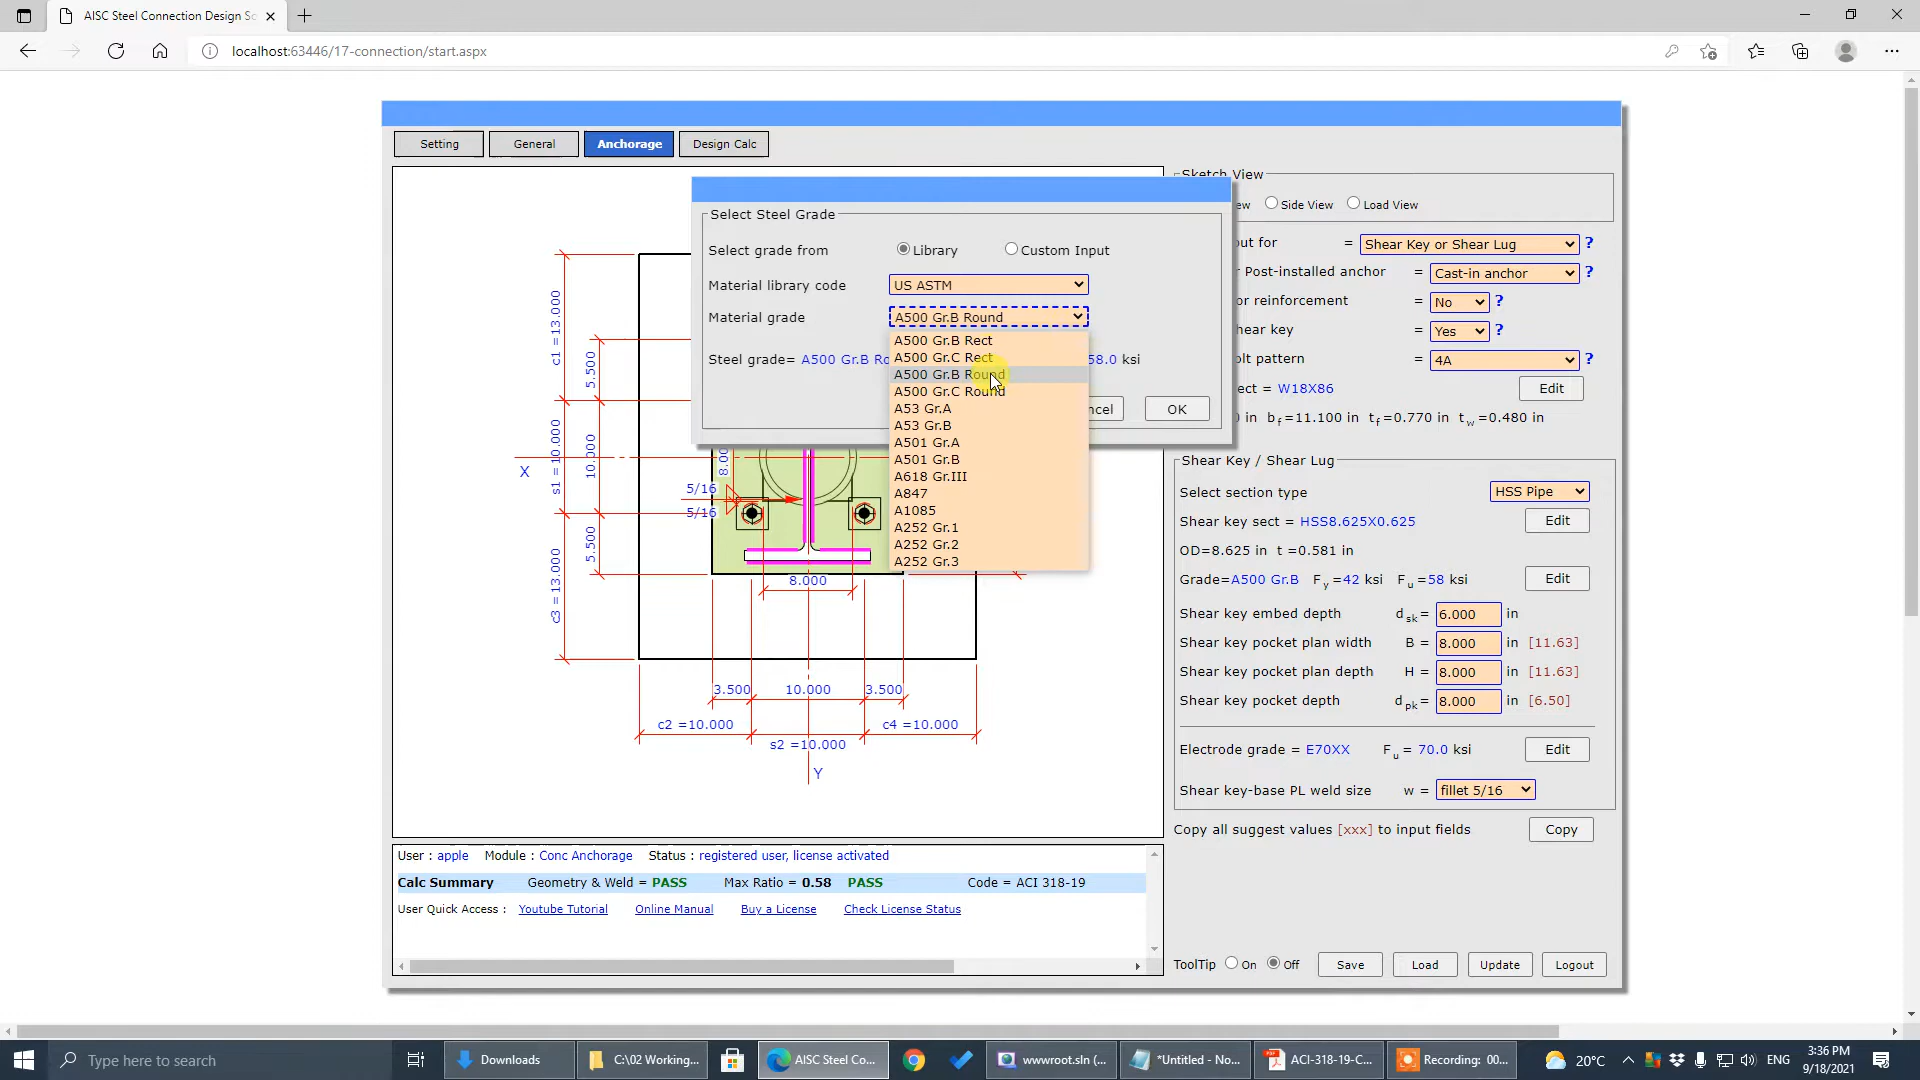 AISC Steel Connection Design So
localhost:63446/17-connection/start.aspx
Setting
General
Anchorage
Design Calc
Sketch View
ew
Side View
Load View
Select Steel Grade
Select grade from
Library
Custom Input
Material library code
US ASTM
Material grade
A500 Gr.B Round
A500 Gr.B Rect
A500 Gr.C Rect
A500 Gr.B Round
A500 Gr.C Round
A53 Gr.A
A53 Gr.B
A501 Gr.A
A501 Gr.B
A618 Gr.III
A847
A1085
A252 Gr.1
A252 Gr.2
A252 Gr.3
Steel grade= A500 Gr.B Ro
58.0 ksi
ncel
OK
out for = Shear Key or Shear Lug ?
r Post-installed anchor = Cast-in anchor ?
or reinforcement = No ?
hear key = Yes ?
olt pattern = 4A
ect = W18X86 Edit
0 in bf=11.100 in tf=0.770 in tw=0.480 in
Shear Key / Shear Lug
Select section type HSS Pipe
Shear key sect = HSS8.625X0.625 Edit
OD=8.625 in t =0.581 in
Grade=A500 Gr.B Fy=42 ksi Fu=58 ksi Edit
Shear key embed depth dsk= 6.000 in
Shear key pocket plan width B = 8.000 in [11.63]
Shear key pocket plan depth H = 8.000 in [11.63]
Shear key pocket depth dpk= 8.000 in [6.50]
Electrode grade = E70XX Fu= 70.0 ksi Edit
Shear key-base PL weld size w = fillet 5/16
Copy all suggest values [xxx] to input fields Copy
ToolTip On Off Save Load Update Logout
c1 =13.000
5.500
s1 = 10.000
10.000
X
8.0
5/16
5/16
c3 = 13.000
5.500
8.000
3.500
10.000
3.500
c2 =10.000
c4 =10.000
s2 =10.000
Y
User : apple Module : Conc Anchorage Status : registered user, license activated
Calc Summary Geometry & Weld = PASS Max Ratio = 0.58 PASS Code = ACI 318-19
User Quick Access : Youtube Tutorial Online Manual Buy a License Check License Status
Type here to search
Downloads
C:\02 Working...
AISC Steel Co...
wwwroot.sln (...
*Untitled - No...
ACI-318-19-C...
Recording: 00...
20°C
ENG
3:36 PM
9/18/2021